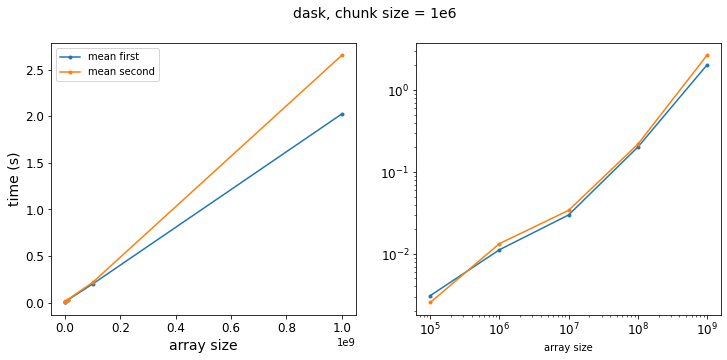 dask, chunk size = 1e6
mean first
mean second
time (s)
2.5
2.0
1.5
1.0
0.5
0.0
0.0 0.2 0.4 0.6 0.8 1.0
1e9
array size
10^0
10^-1
10^-2
10^5 10^6 10^7 10^8 10^9
array size